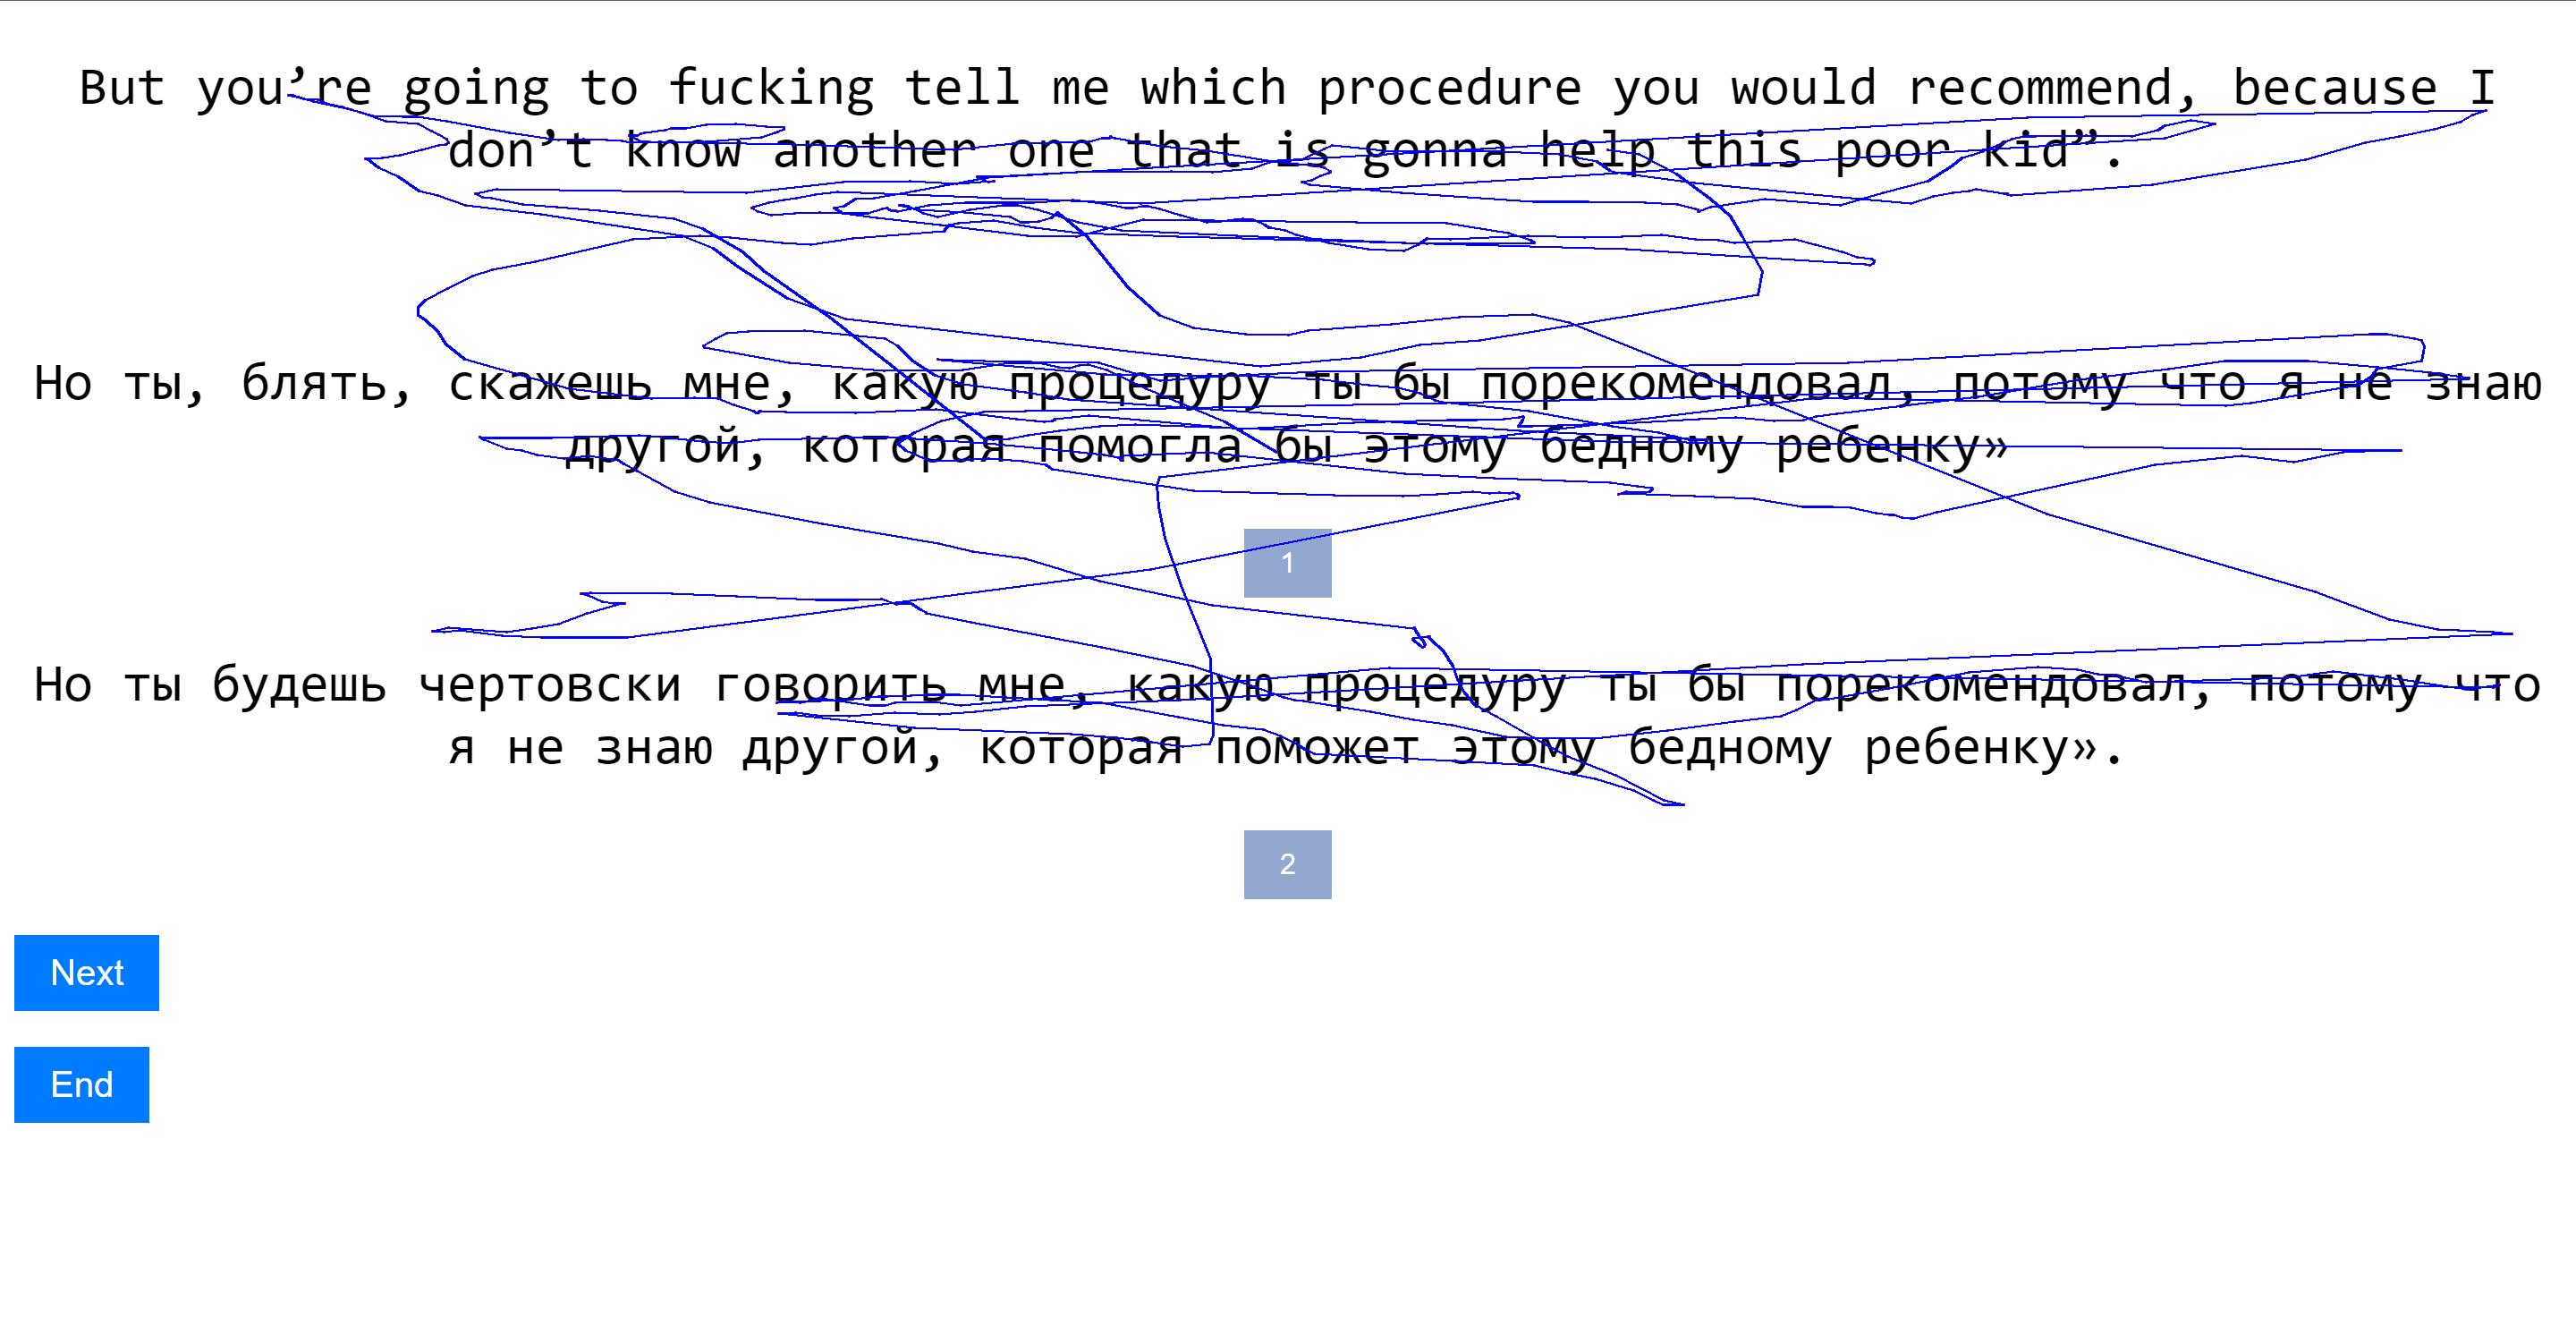 But you’re going to fucking tell me which procedure you would recommend, because I
don’t know another one that is gonna help this poor kid”.
Но ты, блять, скажешь мне, какую процедуру ты бы порекомендовал, потому что я не знаю
другой, которая помогла бы этому бедному ребенку»
1
Но ты будешь чертовски говорить мне, какую процедуру ты бы порекомендовал, потому что
я не знаю другой, которая поможет этому бедному ребенку».
2
Next
End